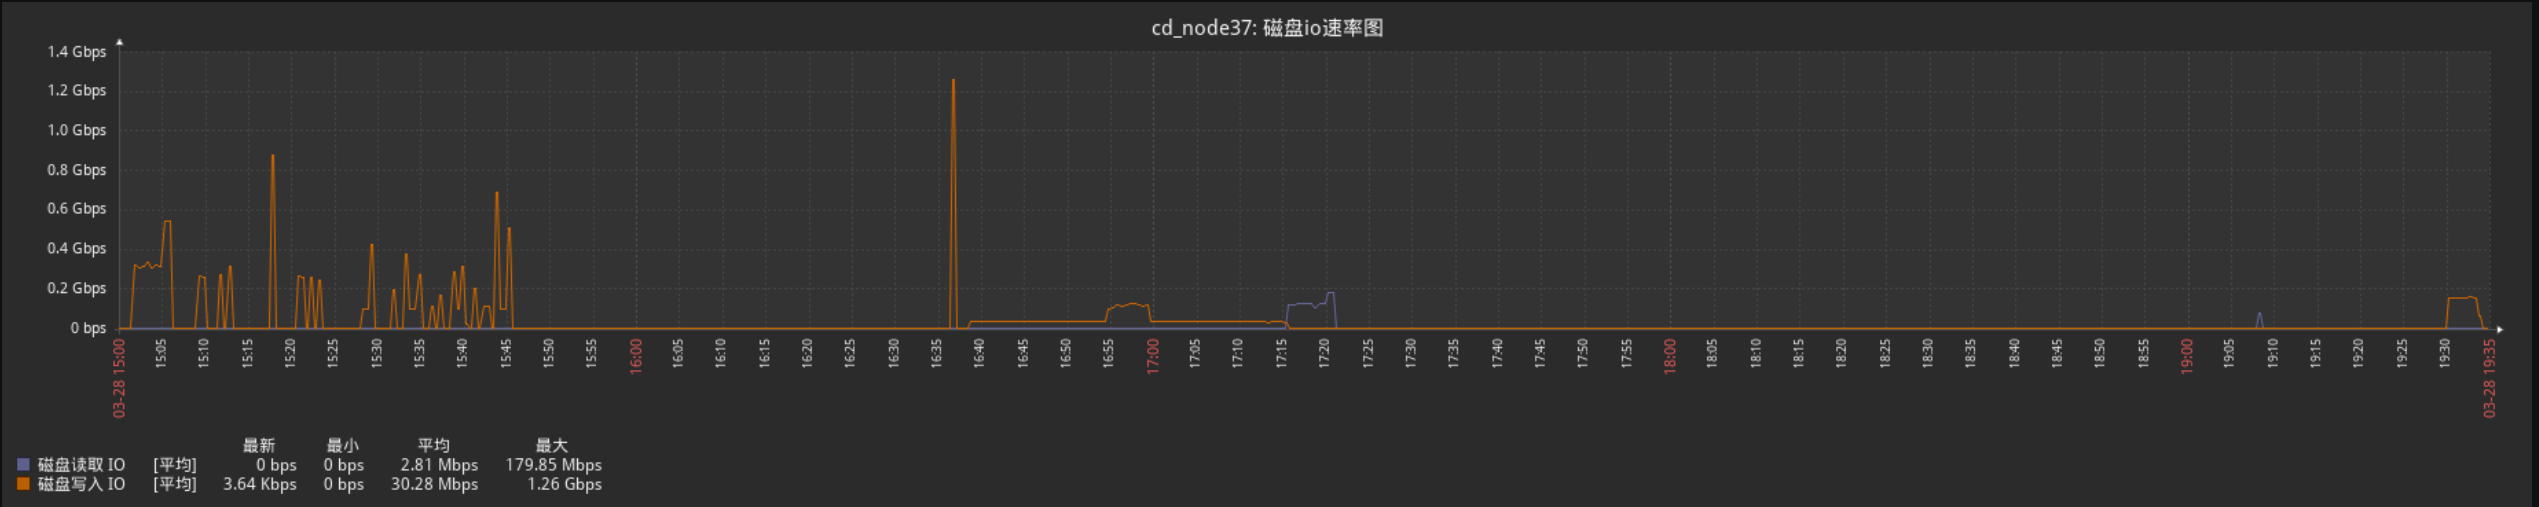 cd_node37: 磁盘io速率图
1.4 Gbps
1.2 Gbps
1.0 Gbps
0.8 Gbps
0.6 Gbps
0.4 Gbps
0.2 Gbps
0 bps
03-28 15:00 15:05 15:10 15:15 15:20 15:25 15:30 15:35 15:40 15:45 15:50 15:55 16:00 16:05 16:10 16:15 16:20 16:25 16:30 16:35 16:40 16:45 16:50 16:55 17:00 17:05 17:10 17:15 17:20 17:25 17:30 17:35 17:40 17:45 17:50 17:55 18:00 18:05 18:10 18:15 18:20 18:25 18:30 18:35 18:40 18:45 18:50 18:55 19:00 19:05 19:10 19:15 19:20 19:25 19:30 03-28 19:35
最新 最小 平均 最大
磁盘读取 IO [平均] 0 bps 0 bps 2.81 Mbps 179.85 Mbps
磁盘写入 IO [平均] 3.64 Kbps 0 bps 30.28 Mbps 1.26 Gbps